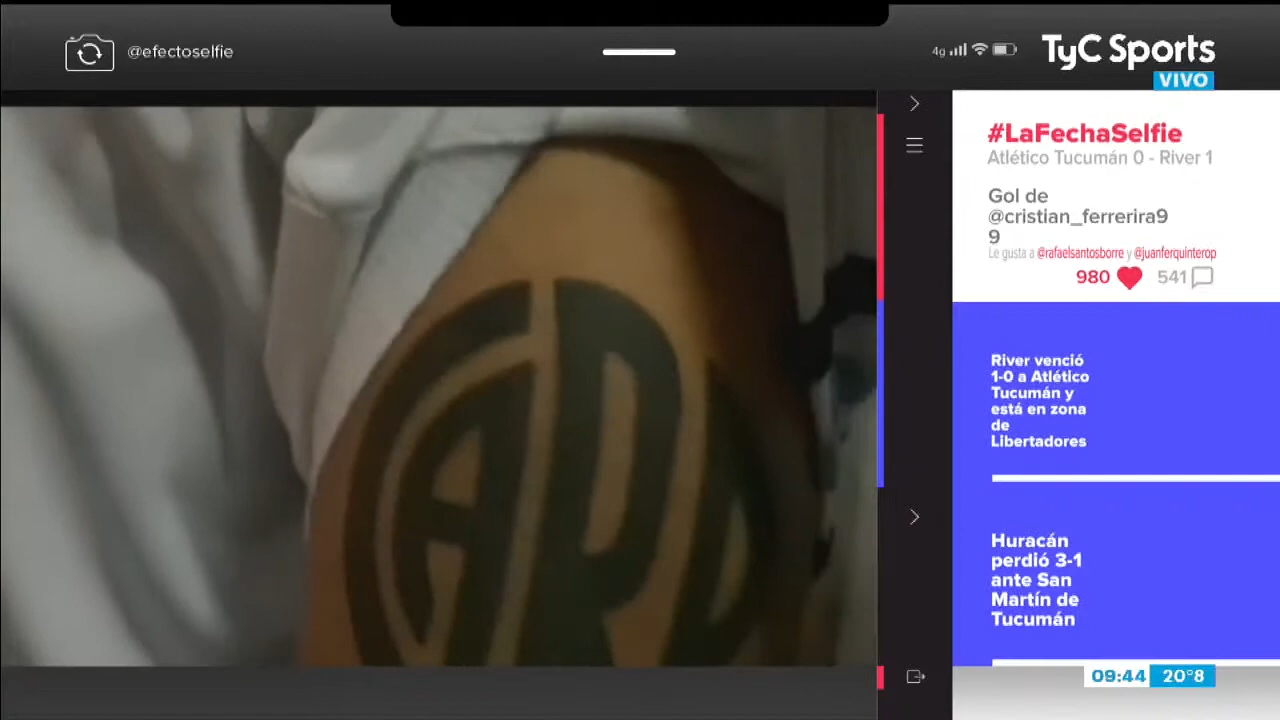 @efectoselfie
4g
TyC Sports
VIVO
#LaFechaSelfie
Atlético Tucumán 0 - River 1
Gol de
@cristian_ferrerira9
9
Le gusta a @rafaelsantosborre y @juanferquinterop
980
541
River venció
1-0 a Atlético
Tucumán y
está en zona
de
Libertadores
Huracán
perdió 3-1
ante San
Martín de
Tucumán
09:44 20°8